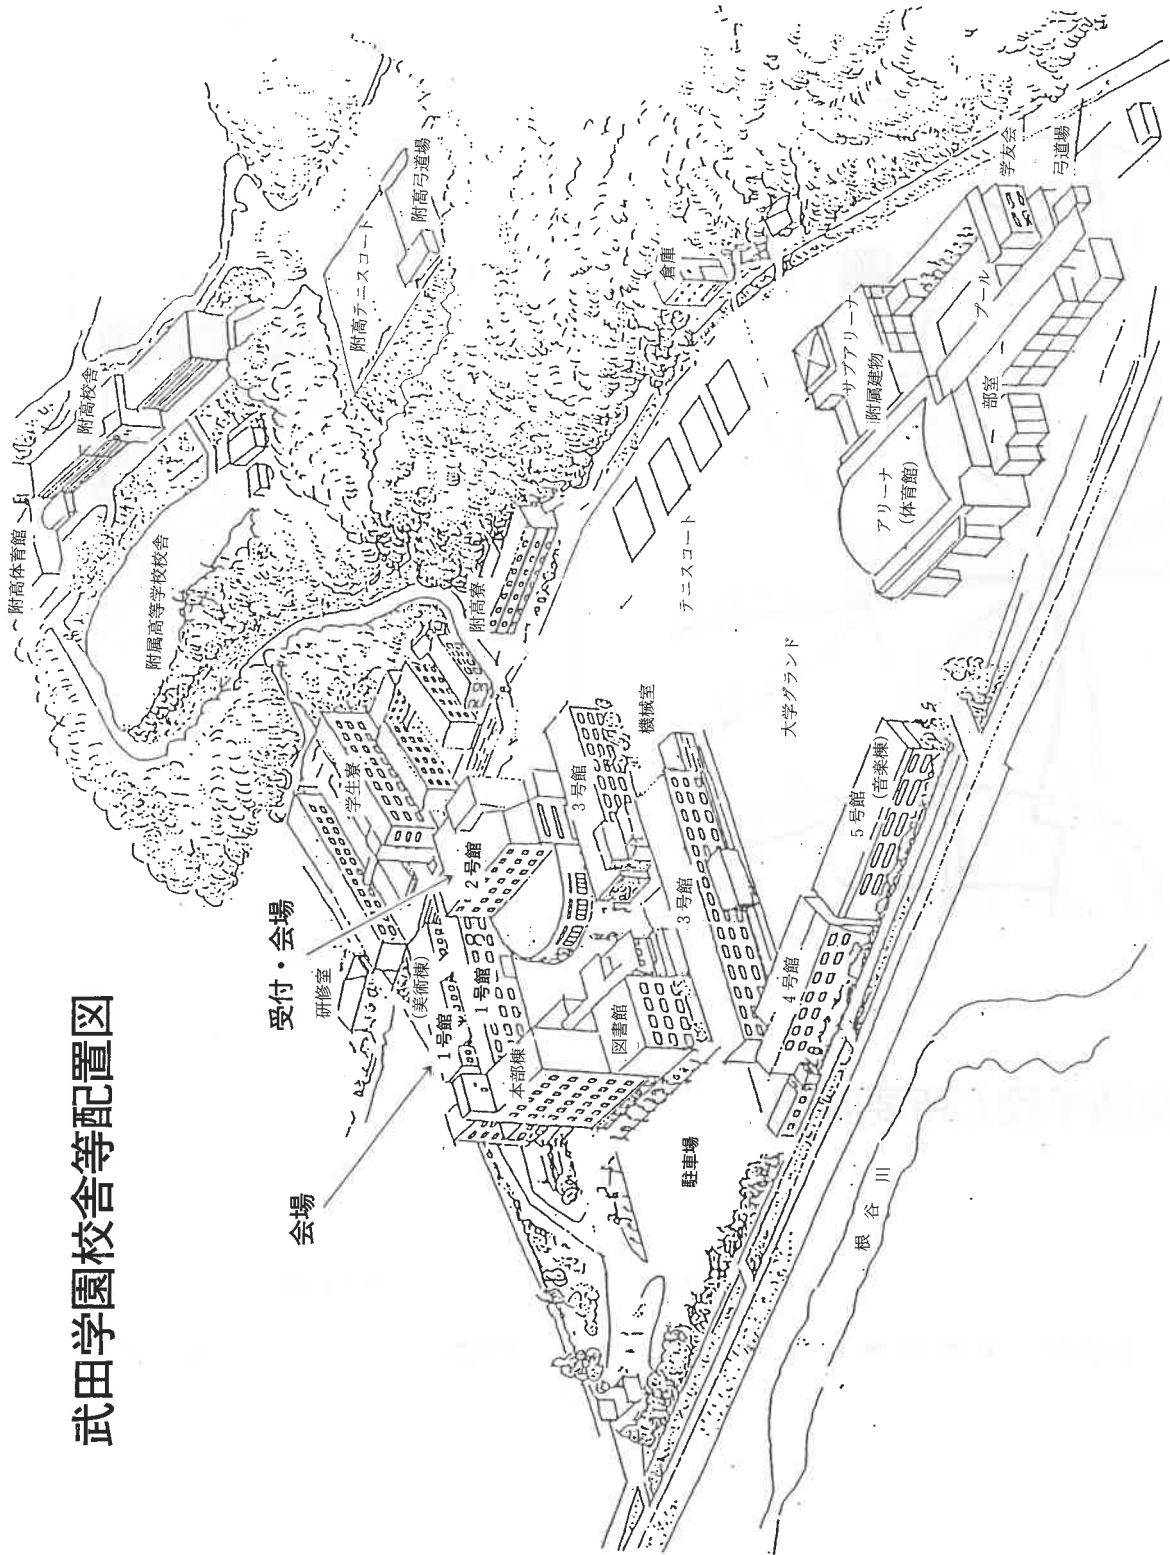 武田学園校舎等配置図
附高体育館
附高校舎
附属高等学校校舎
附高テニスコート
附高弓道場
受付・会場
研修室
学生寮
附高寮
倉庫
会場
1号館
(美術棟)
1号館
2号館
3号館
機械室
テニスコート
本部棟
図書館
3号館
大学グランド
サブアリーナ
附属建物
アリーナ
(体育館)
プール
部室
学友会
弓道場
駐車場
4号館
5号館
(音楽棟)
根谷川